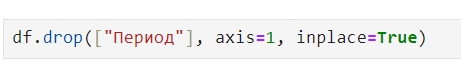 df.drop(["Период"], axis=1, inplace=True)